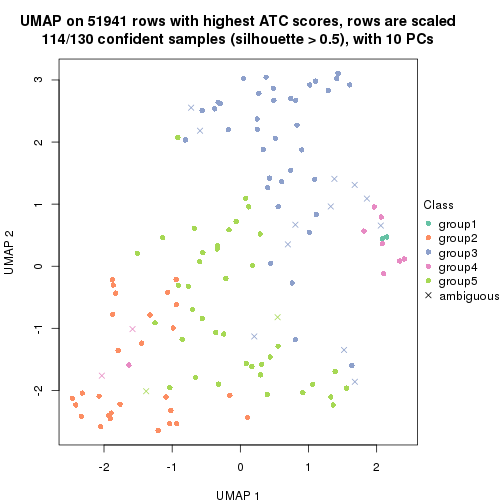 UMAP on 51941 rows with highest ATC scores, rows are scaled
114/130 confident samples (silhouette > 0.5), with 10 PCs
3
2
1
0
-1
-2
UMAP 2
-2
-1
0
1
2
UMAP 1
Class
group1
group2
group3
group4
group5
ambiguous